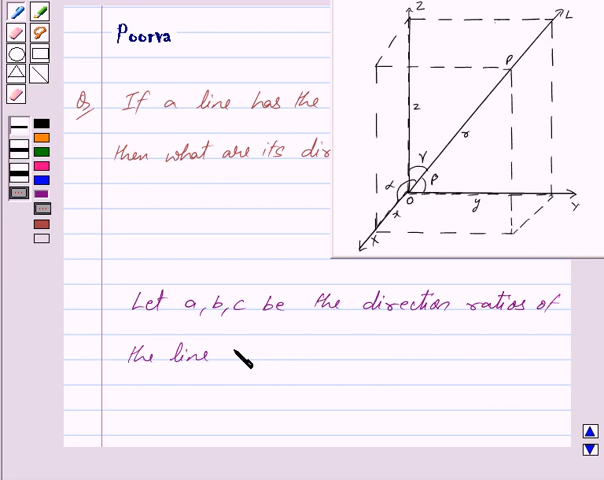 Poorva
Q If a line has the
then what are its dir
Let a, b, c be the direction ratios of
the line
Z
L
P
z
r
γ
α
β
O
x
y
X
Y